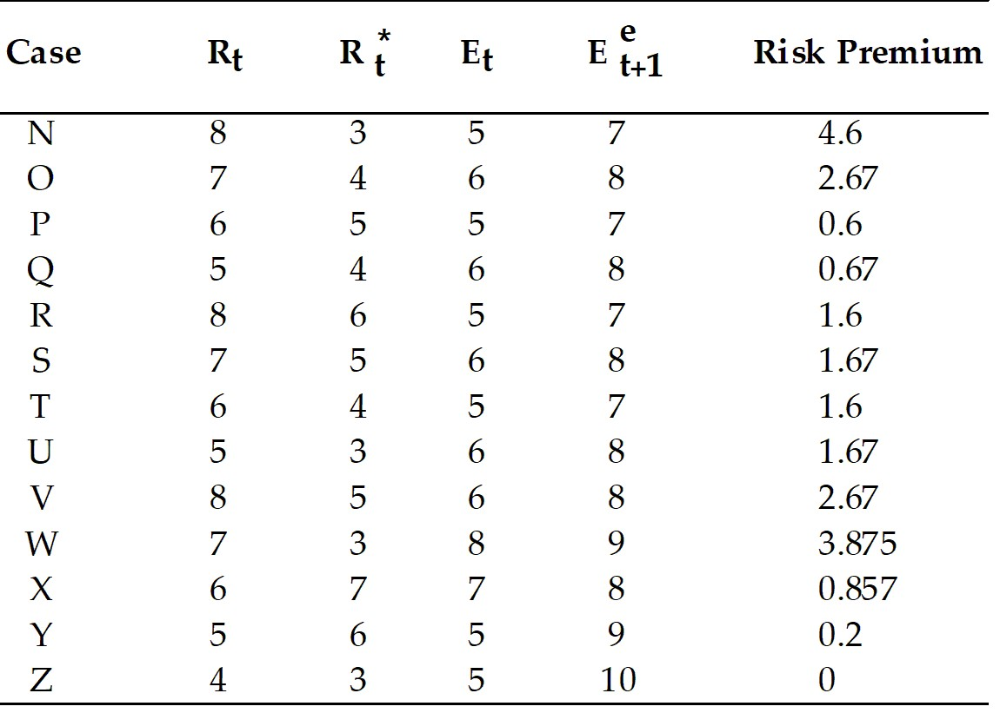 Case Rt R*t Et Eet+1 Risk Premium
N 8 3 5 7 4.6
O 7 4 6 8 2.67
P 6 5 5 7 0.6
Q 5 4 6 8 0.67
R 8 6 5 7 1.6
S 7 5 6 8 1.67
T 6 4 5 7 1.6
U 5 3 6 8 1.67
V 8 5 6 8 2.67
W 7 3 8 9 3.875
X 6 7 7 8 0.857
Y 5 6 5 9 0.2
Z 4 3 5 10 0